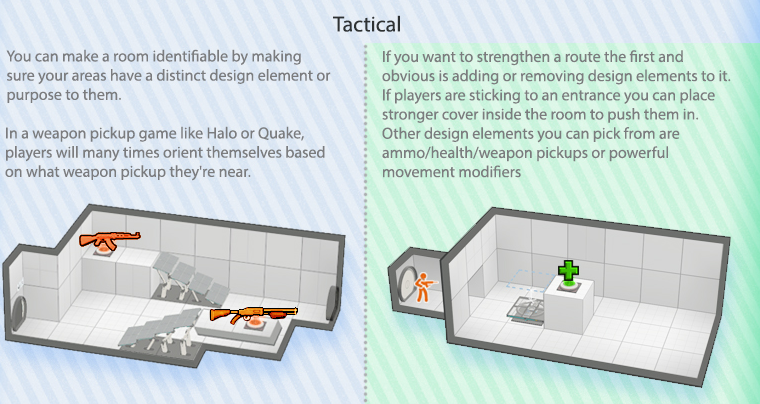 Tactical
You can make a room identifiable by making
sure your areas have a distinct design element or
purpose to them.
In a weapon pickup game like Halo or Quake,
players will many times orient themselves based
on what weapon pickup they're near.
If you want to strengthen a route the first and
obvious is adding or removing design elements to it.
If players are sticking to an entrance you can place
stronger cover inside the room to push them in.
Other design elements you can pick from are
ammo/health/weapon pickups or powerful
movement modifiers